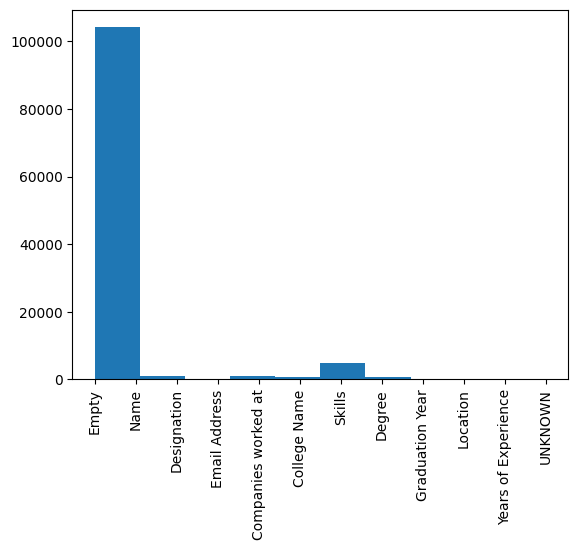 100000
80000
60000
40000
20000
0
Empty
Name
Designation
Email Address
Companies worked at
College Name
Skills
Degree
Graduation Year
Location
Years of Experience
UNKNOWN